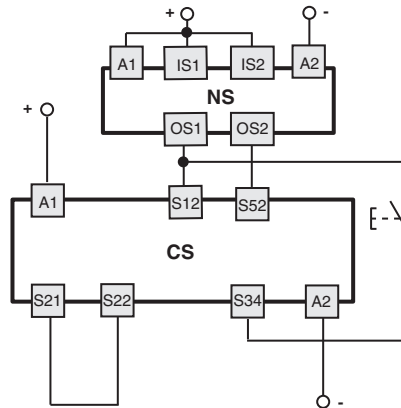 + -
A1 IS1 IS2 A2
NS
+ OS1 OS2
A1 S12 S52
CS
S21 S22 S34 A2
-